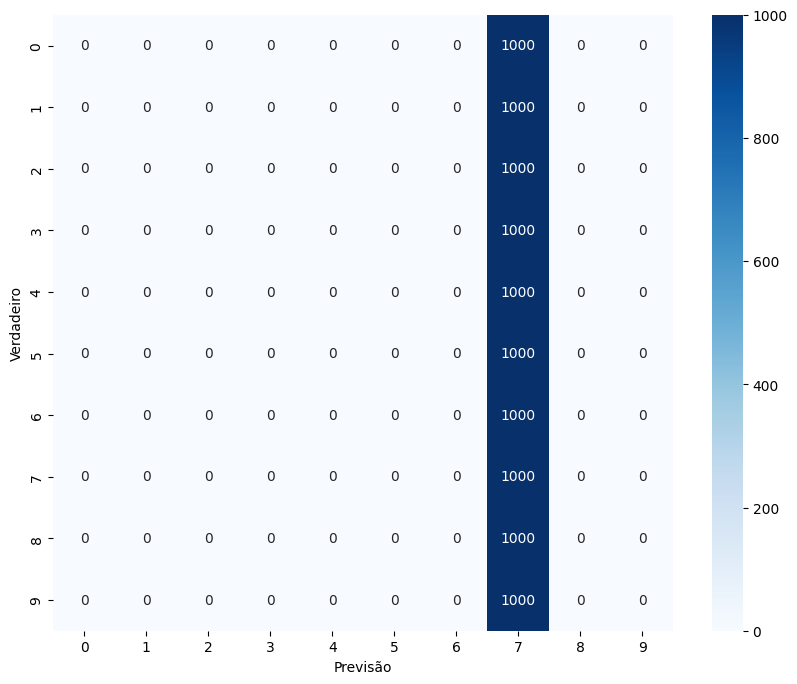 0 0 0 0 0 0 0 0 1000 0 0
1 0 0 0 0 0 0 0 1000 0 0
2 0 0 0 0 0 0 0 1000 0 0
3 0 0 0 0 0 0 0 1000 0 0
4 0 0 0 0 0 0 0 1000 0 0
5 0 0 0 0 0 0 0 1000 0 0
6 0 0 0 0 0 0 0 1000 0 0
7 0 0 0 0 0 0 0 1000 0 0
8 0 0 0 0 0 0 0 1000 0 0
9 0 0 0 0 0 0 0 1000 0 0
Verdadeiro
0 1 2 3 4 5 6 7 8 9
Previsão
1000
800
600
400
200
0